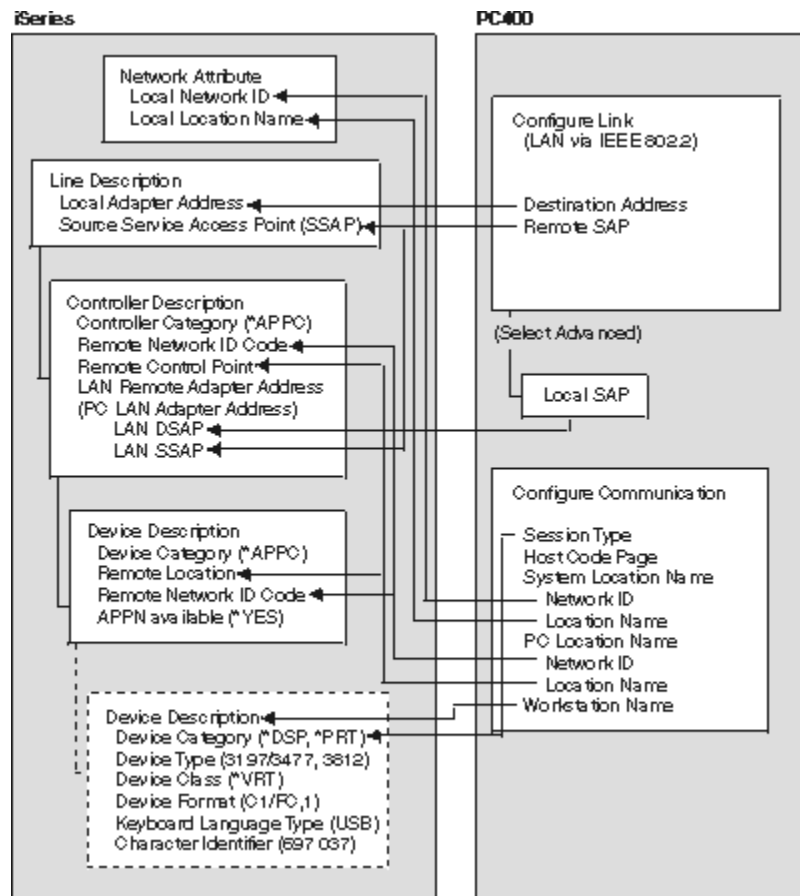 iSeries
Network Attribute
Local Network ID
Local Location Name
Line Description
Local Adapter Address
Source Service Access Point (SSAP)
Controller Description
Controller Category (*APPC)
Remote Network ID Code
Remote Control Point
LAN Remote Adapter Address
(PC LAN Adapter Address)
LAN DSAP
LAN SSAP
Device Description
Device Category (*APPC)
Remote Location
Remote Network ID Code
APPN available (*YES)
Device Description
Device Category (*DSP, *PRT)
Device Type (3197/3477, 3812)
Device Class (*VRT)
Device Format (C1/FC,1)
Keyboard Language Type (USB)
Character Identifier (697 037)
PC400
Configure Link
(LAN via IEEE802.2)
Destination Address
Remote SAP
(Select Advanced)
Local SAP
Configure Communication
Session Type
Host Code Page
System Location Name
Network ID
Location Name
PC Location Name
Network ID
Location Name
Workstation Name